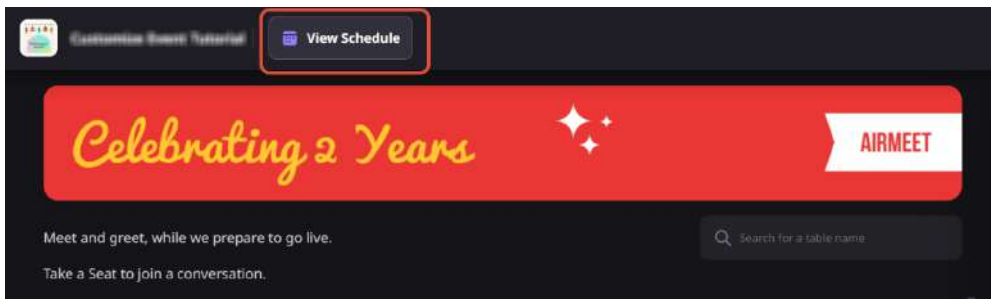 View Schedule
Celebrating 2 Years
AIRMEET
Meet and greet, while we prepare to go live.
Search for a table name
Take a Seat to join a conversation.